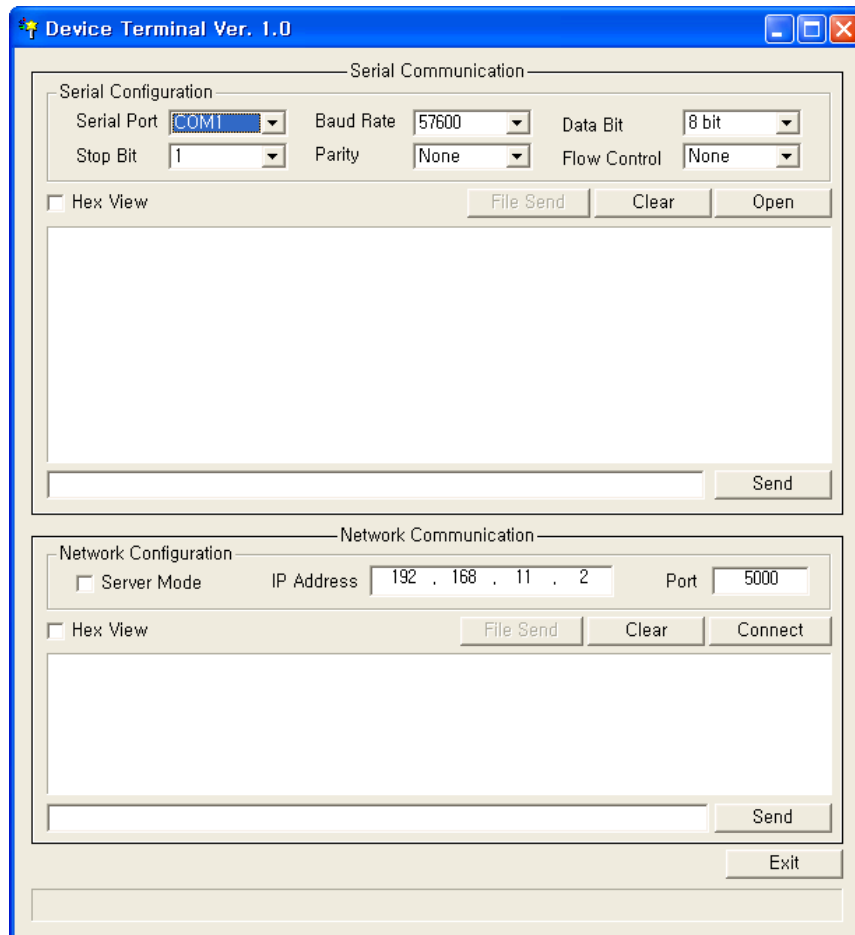 Device Terminal Ver. 1.0
Serial Communication
Serial Configuration
Serial Port COM1 Baud Rate 57600 Data Bit 8 bit
Stop Bit 1 Parity None Flow Control None
Hex View File Send Clear Open
Send
Network Communication
Network Configuration
Server Mode IP Address 192 . 168 . 11 . 2 Port 5000
Hex View File Send Clear Connect
Send
Exit